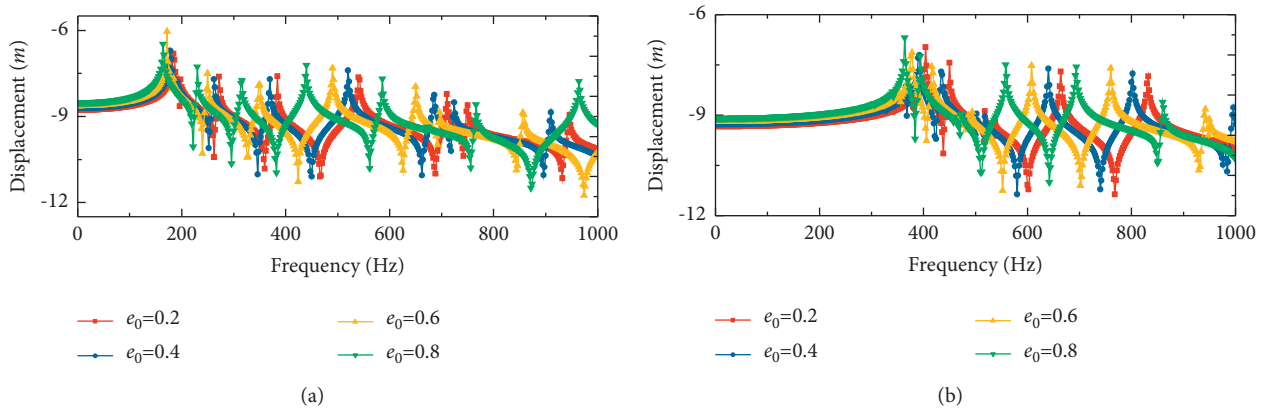 -6
-9
-12
Displacement (m)
0 200 400 600 800 1000
Frequency (Hz)
e0=0.2
e0=0.6
e0=0.4
e0=0.8
(a)
-6
-9
-12
Displacement (m)
0 200 400 600 800 1000
Frequency (Hz)
e0=0.2
e0=0.6
e0=0.4
e0=0.8
(b)